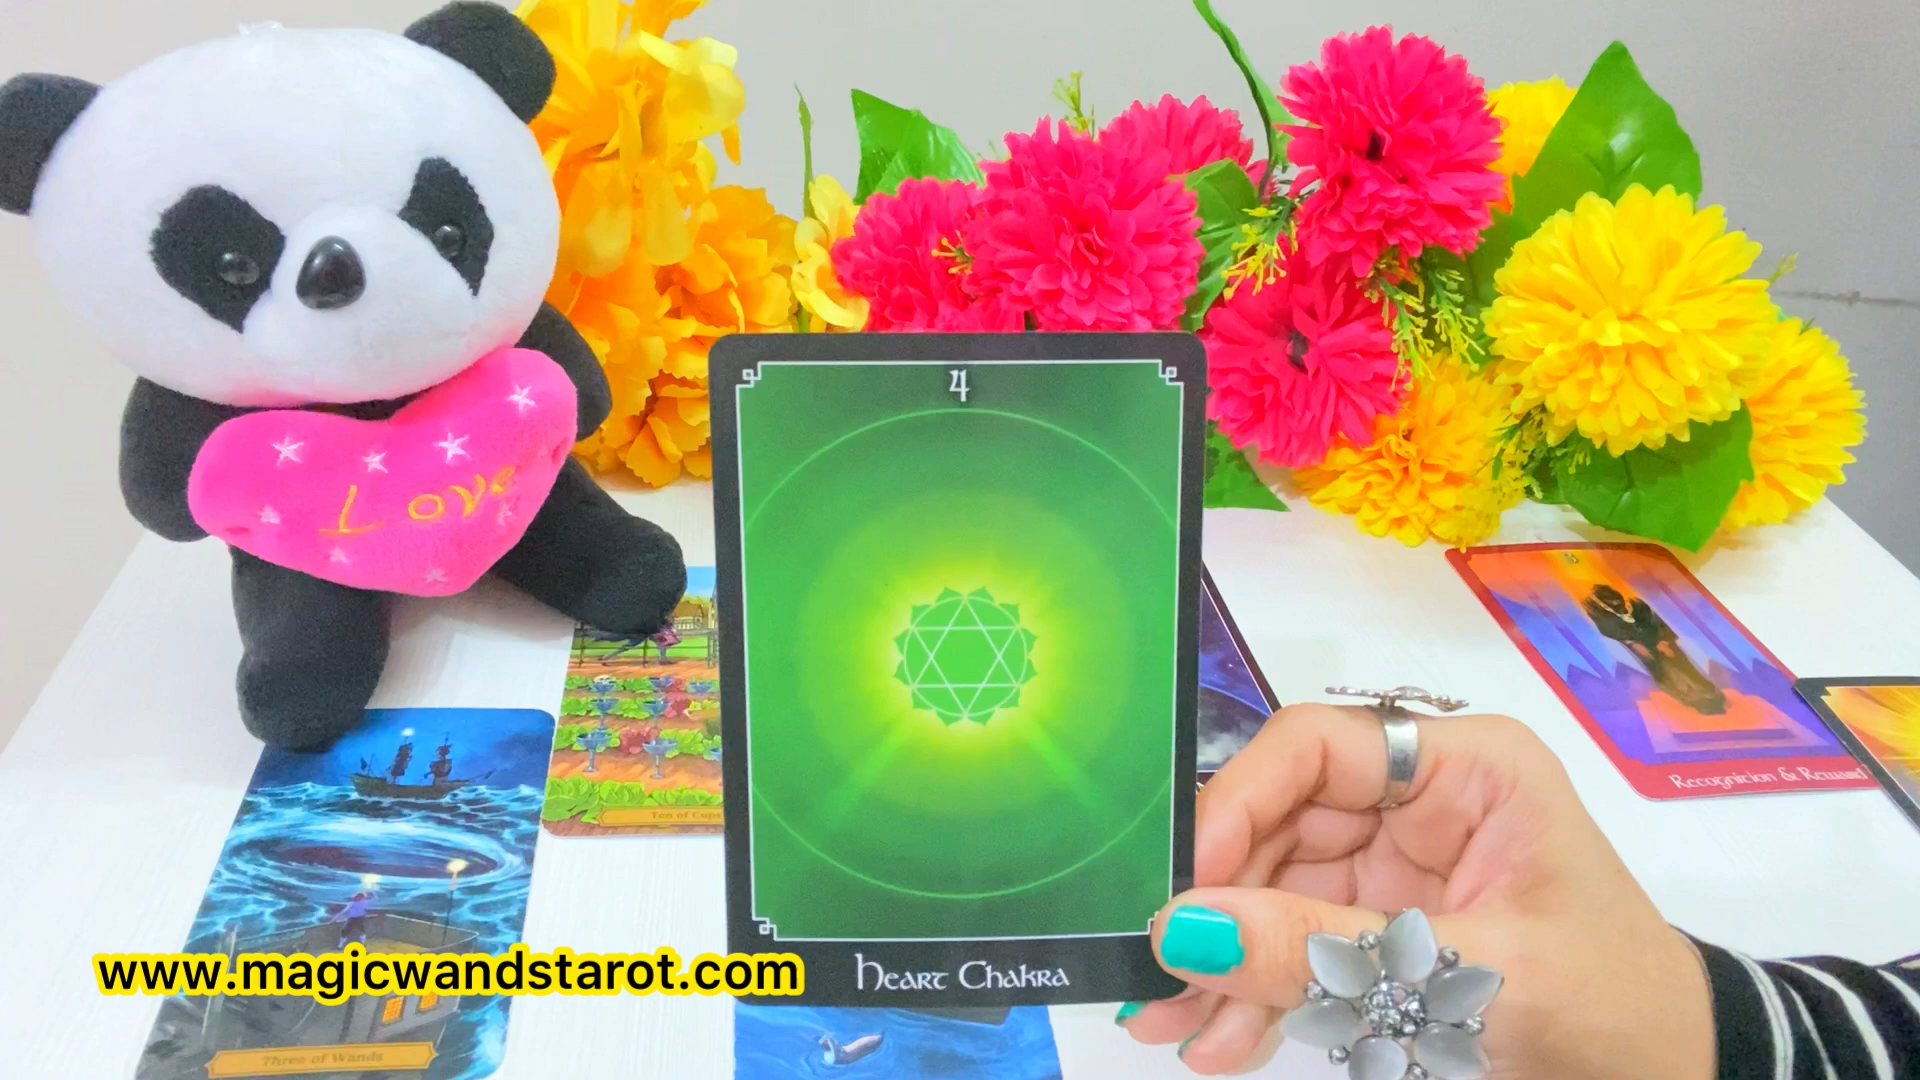 4
Love
Ten of Cups
Recognition & Reward
www.magicwandstarot.com
Heart Chakra
Three of Wands